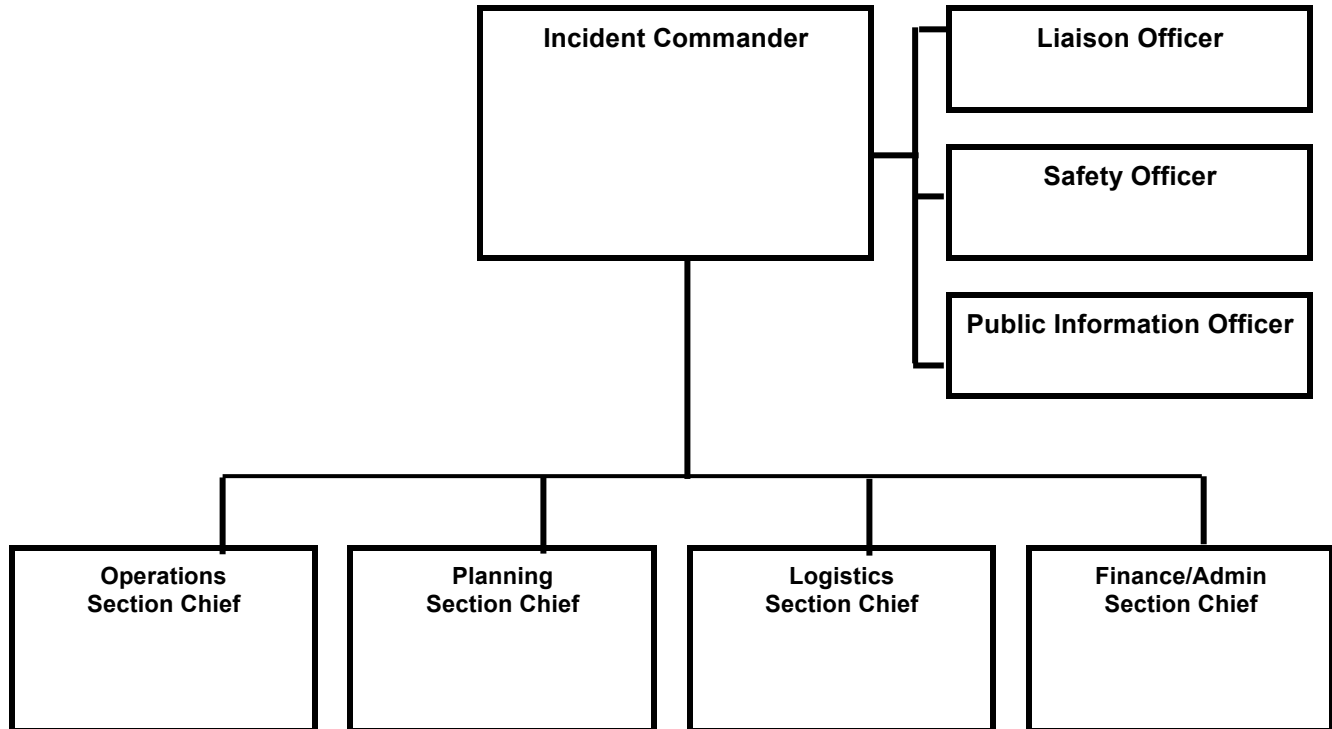 Incident Commander
Liaison Officer
Safety Officer
Public Information Officer
Operations
Section Chief
Planning
Section Chief
Logistics
Section Chief
Finance/Admin
Section Chief